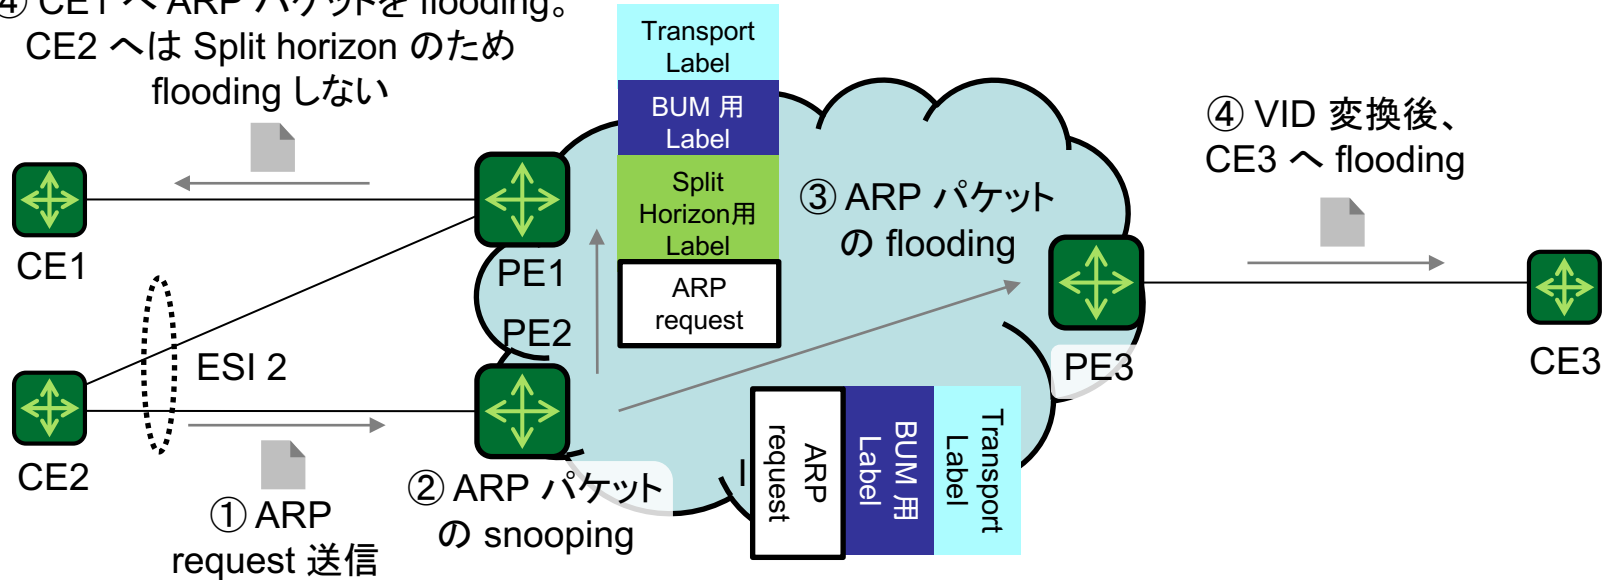 ④ CE1 へ ARP パケットを flooding。
CE2 へは Split horizon のため
flooding しない
Transport
Label
BUM 用
Label
Split
Horizon用
Label
ARP
request
④ VID 変換後、
CE3 へ flooding
③ ARP パケット
の flooding
CE1
PE1
PE2
ESI 2
PE3
CE3
CE2
① ARP
request 送信
② ARP パケット
の snooping
ARP
request
BUM 用
Label
Transport
Label